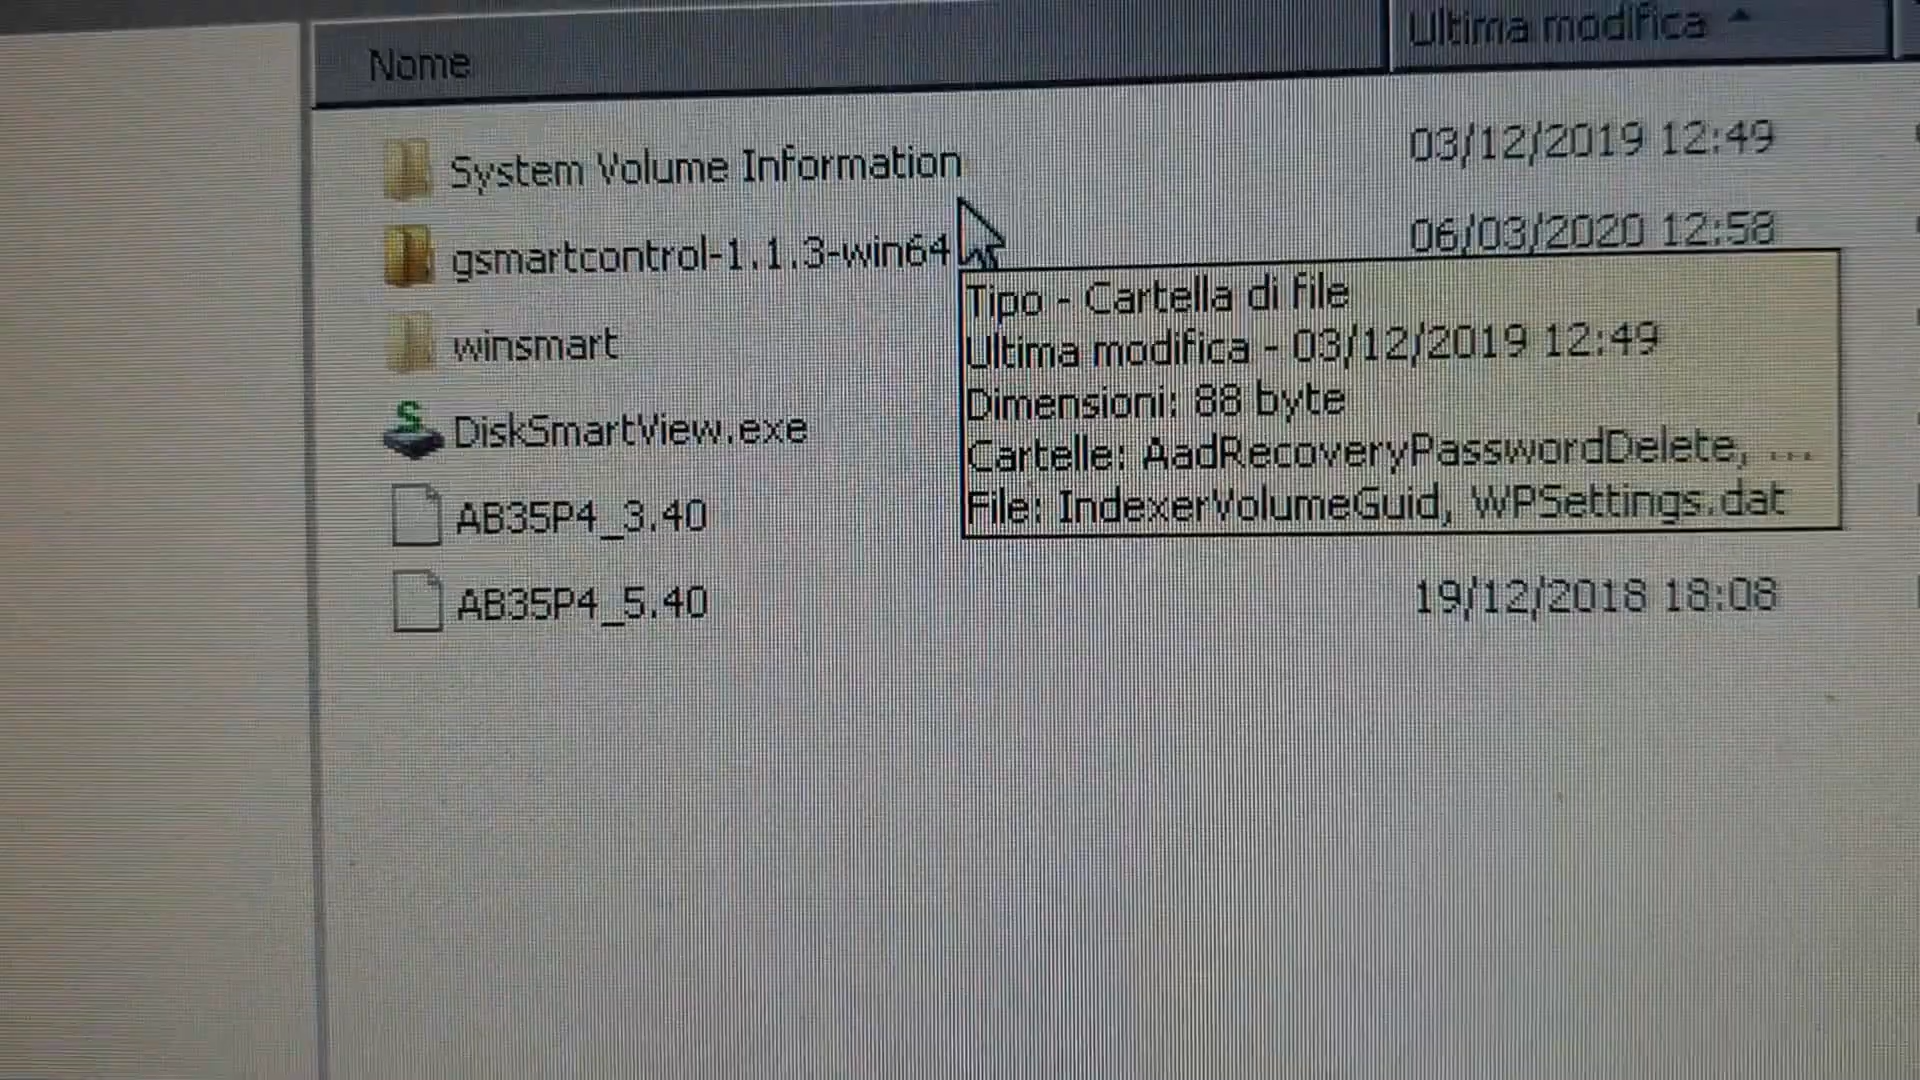 Nome
Ultima modifica
System Volume Information
03/12/2019 12:49
gsmartcontrol-1.1.3-win64
06/03/2020 12:58
winsmart
DiskSmartView.exe
AB35P4_3.40
AB35P4_5.40
19/12/2018 18:08
Tipo - Cartella di file
Ultima modifica - 03/12/2019 12:49
Dimensioni: 88 byte
Cartelle: AadRecoveryPasswordDelete, ...
File: IndexerVolumeGuid, WPSettings.dat